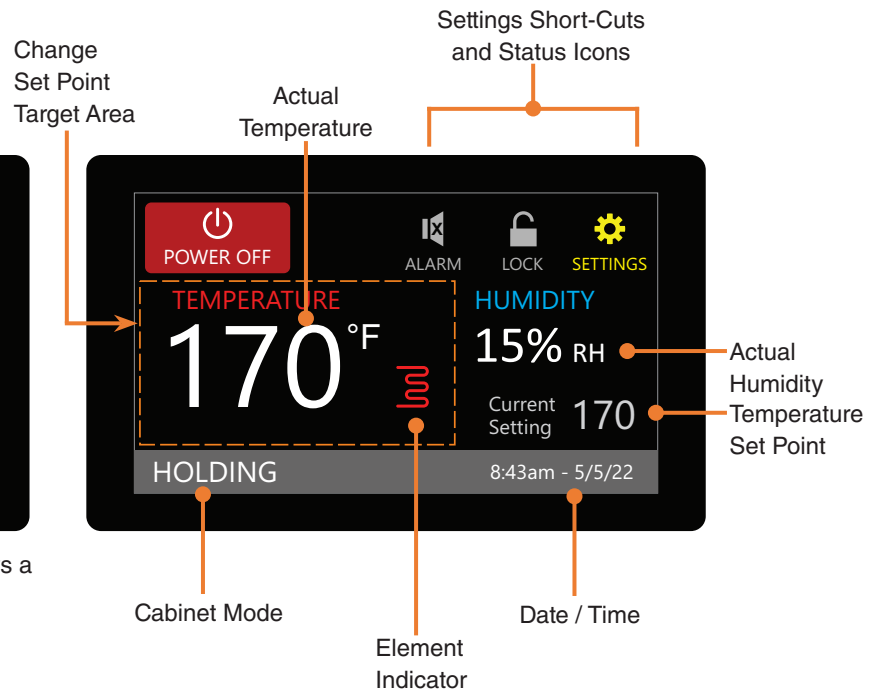 Settings Short-Cuts
and Status Icons
Change
Set Point
Target Area
Actual
Temperature
POWER OFF
ALARM
LOCK
SETTINGS
TEMPERATURE
170°F
HUMIDITY
15% RH
Current
Setting
170
HOLDING
8:43am - 5/5/22
Actual
Humidity
Temperature
Set Point
s a
Cabinet Mode
Date / Time
Element
Indicator